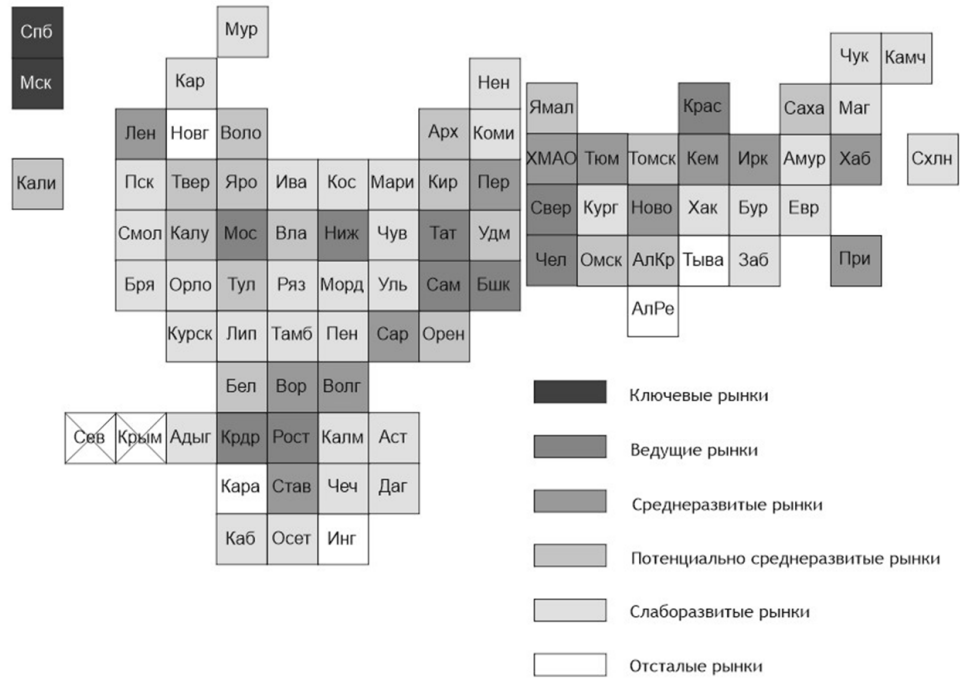 Спб
Мур
Чук Камч
Мск
Кар
Нен
Ямал
Крас
Саха Маг
Лен Новг Воло
Арх Коми
ХМАО Тюм Томск Кем Ирк Амур Хаб
Схлн
Кали
Пск Твер Яро Ива Кос Мари Кир Пер
Свер Кург Ново Хак Бур Евр
Смол Калу Мос Вла Ниж Чув Тат Удм
Чел Омск АлКр Тыва Заб
При
Бря Орло Тул Ряз Морд Уль Сам Бшк
АлРе
Курск Лип Тамб Пен Сар Орен
Бел Вор Волг
Ключевые рынки
Сев Крым Адыг Крдр Рост Калм Аст
Ведущие рынки
Кара Став Чеч Даг
Среднеразвитые рынки
Каб Осет Инг
Потенциально среднеразвитые рынки
Слаборазвитые рынки
Отсталые рынки